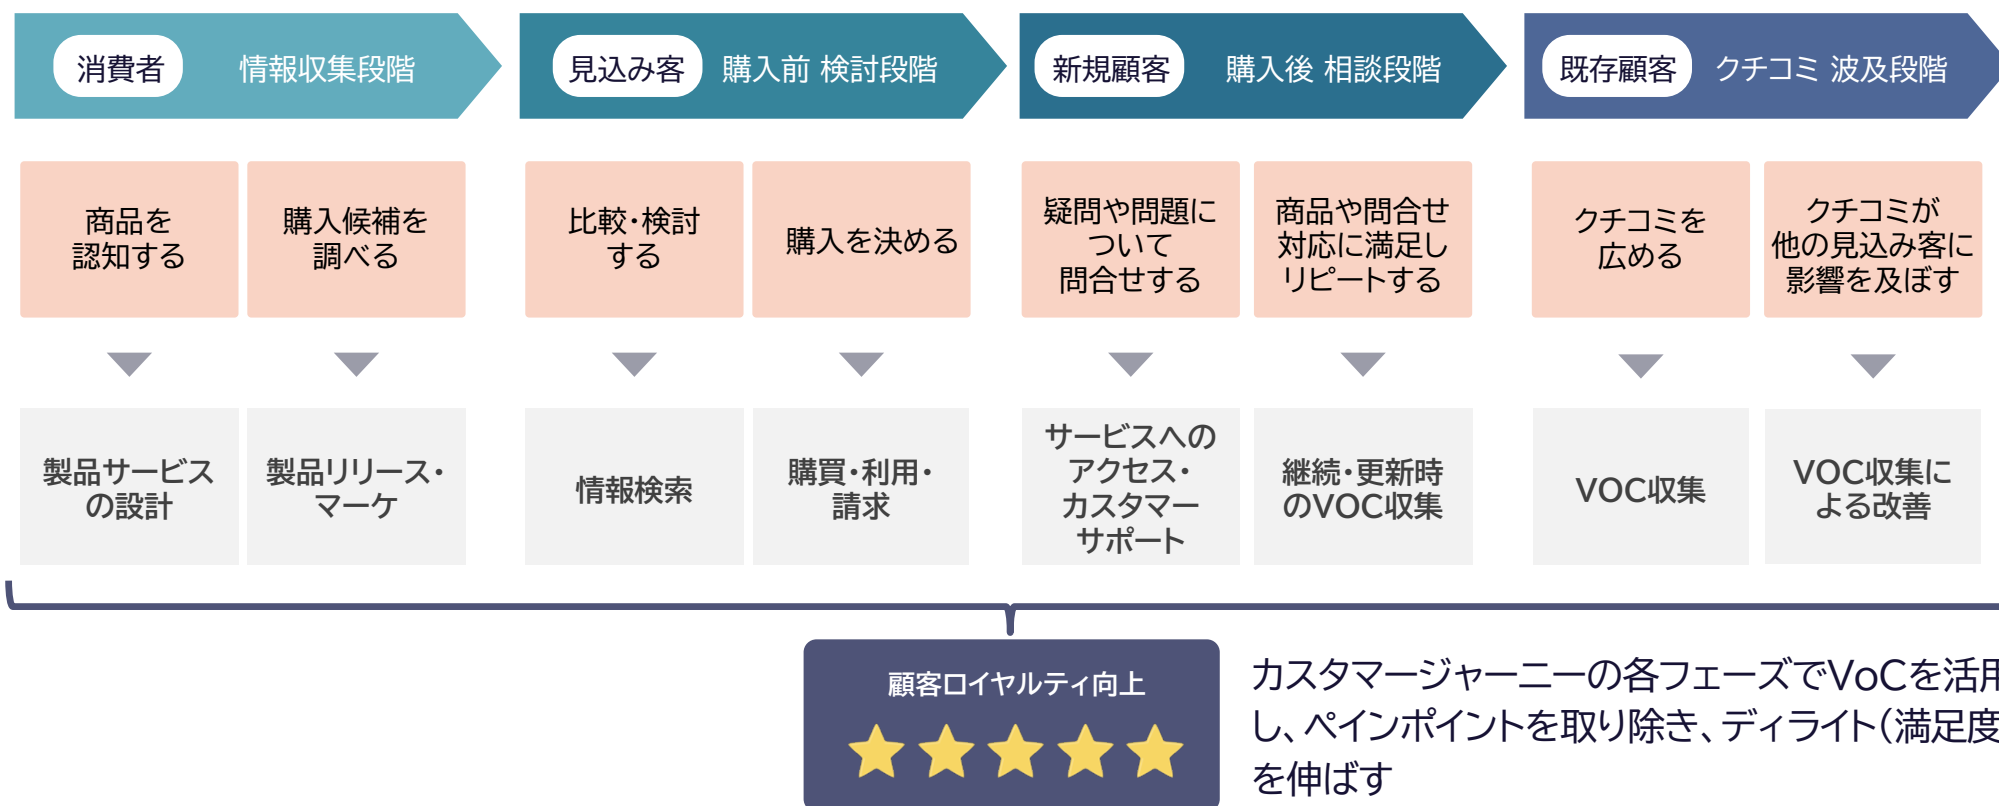 消費者
情報収集段階
見込み客
購入前 検討段階
新規顧客
購入後 相談段階
既存顧客
クチコミ 波及段階
商品を
認知する
購入候補を
調べる
比較・検討
する
購入を決める
疑問や問題に
ついて
問合せする
商品や問合せ
対応に満足し
リピートする
クチコミを
広める
クチコミが
他の見込み客に
影響を及ぼす
製品サービス
の設計
製品リリース・
マーケ
情報検索
購買・利用・
請求
サービスへの
アクセス・
カスタマー
サポート
継続・更新時
のVOC収集
VOC収集
VOC収集に
よる改善
顧客ロイヤルティ向上
カスタマージャーニーの各フェーズでVoCを活用
し、ペインポイントを取り除き、ディライト（満足度
を伸ばす